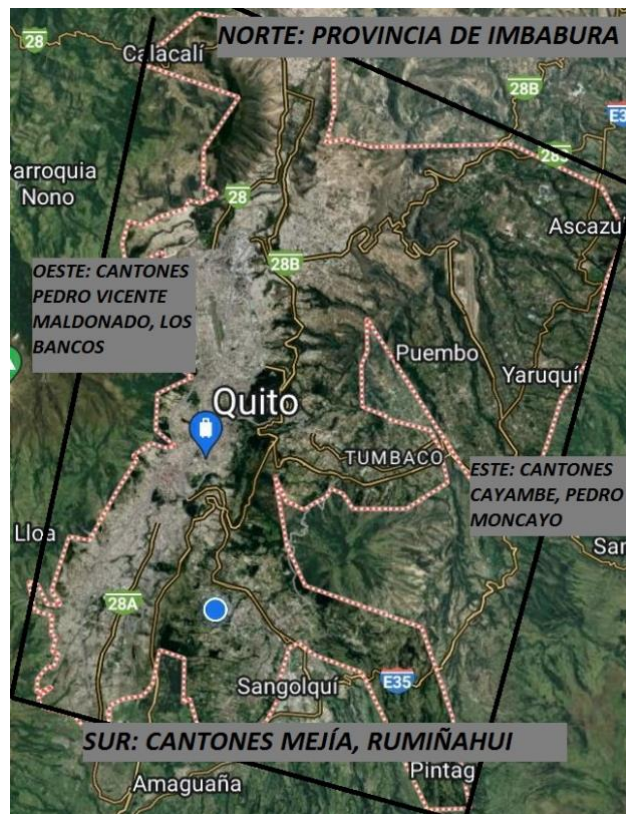 28
NORTE: PROVINCIA DE IMBABURA
Calacalí
28B
E3
Parroquia
Nono
28
Ascazu
28B
OESTE: CANTONES
PEDRO VICENTE
MALDONADO, LOS
BANCOS
Puembo
Yaruquí
Quito
TUMBACO
ESTE: CANTONES
CAYAMBE, PEDRO
MONCAYO
Lloa
San
28A
Sangolquí
E35
SUR: CANTONES MEJÍA, RUMIÑAHUI
Pintag
Amaguaña